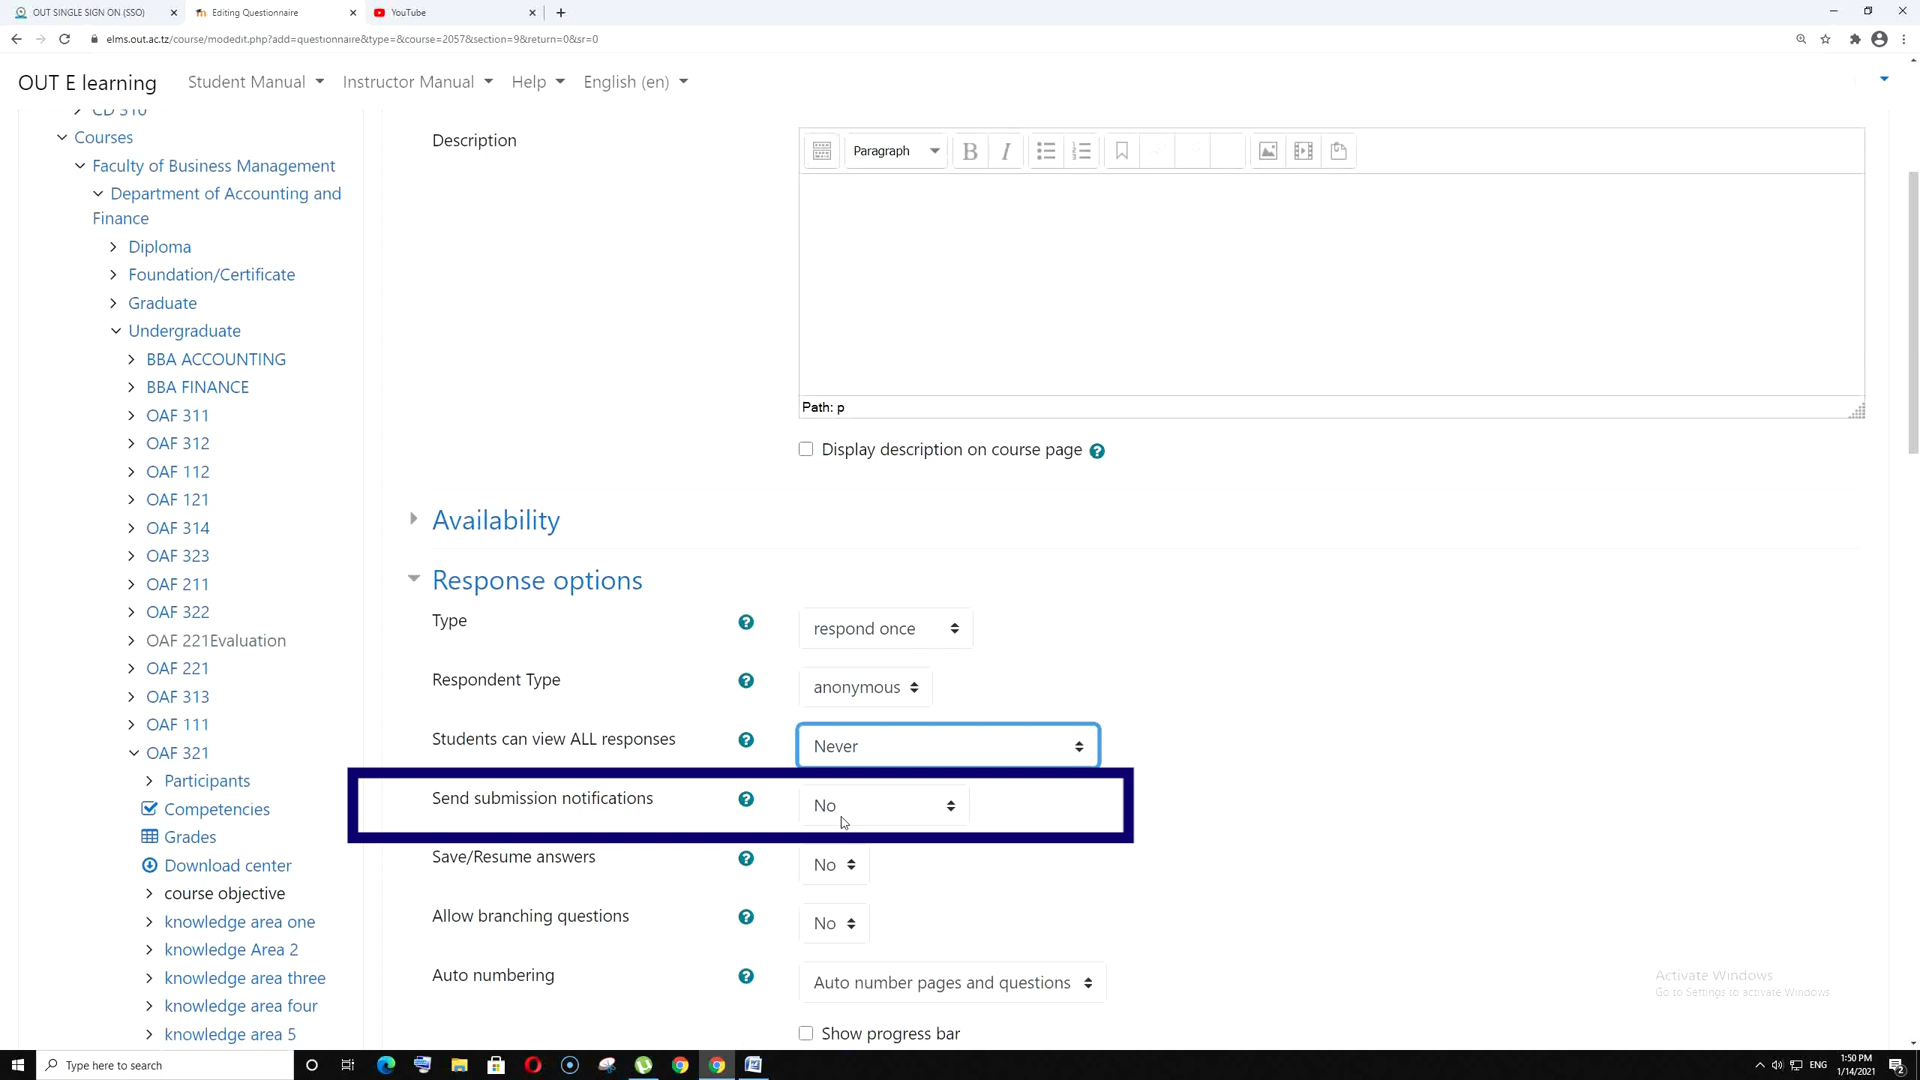 OUT SINGLE SIGN ON (SSO)
Editing Questionnaire
YouTube
elms.out.ac.tz/course/modedit.php?add=questionnaire&type=&course=2057&section=9&return=0&sr=0
OUT E learning
Student Manual
Instructor Manual
Help
English (en)
CD 310
Courses
Faculty of Business Management
Department of Accounting and
Finance
Diploma
Foundation/Certificate
Graduate
Undergraduate
BBA ACCOUNTING
BBA FINANCE
OAF 311
OAF 312
OAF 112
OAF 121
OAF 314
OAF 323
OAF 211
OAF 322
OAF 221Evaluation
OAF 221
OAF 313
OAF 111
OAF 321
Participants
Competencies
Grades
Download center
course objective
knowledge area one
knowledge Area 2
knowledge area three
knowledge area four
knowledge area 5
Description
Paragraph
B
I
Path: p
Display description on course page
Availability
Response options
Type
respond once
Respondent Type
anonymous
Students can view ALL responses
Never
Send submission notifications
No
Save/Resume answers
No
Allow branching questions
No
Auto numbering
Auto number pages and questions
Show progress bar
Activate Windows
Go to Settings to activate Windows.
Type here to search
ENG
1:50 PM
1/14/2021
2